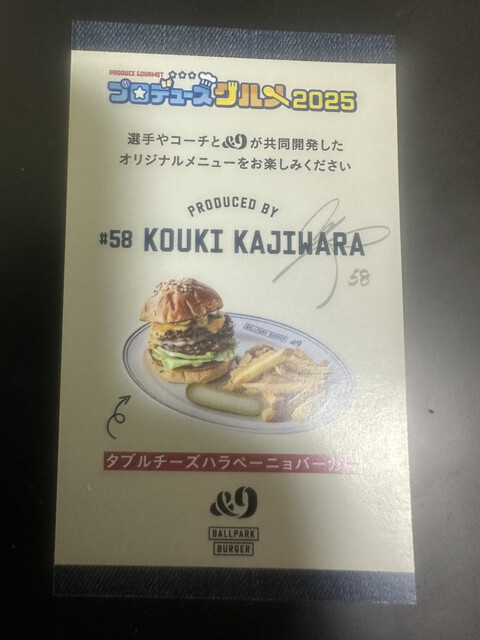 PRODUCE GOURMET
プロデュースグルメ2025
選手やコーチと&9が共同開発した
オリジナルメニューをお楽しみください
PRODUCED BY
#58 KOUKI KAJIWARA
58
BALLPARK BURGER &9
ダブルチーズハラペーニョバーガー
&9
BALLPARK
BURGER